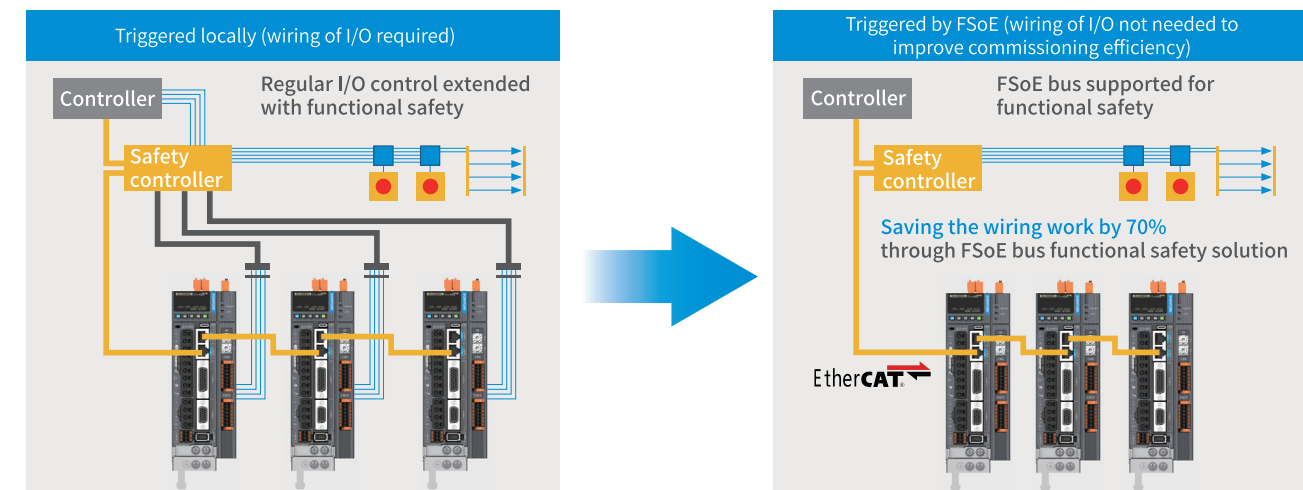 Triggered locally (wiring of I/O required)
Controller
Regular I/O control extended
with functional safety
Safety
controller
Triggered by FSoE (wiring of I/O not needed to
improve commissioning efficiency)
Controller
FSoE bus supported for
functional safety
Safety
controller
Saving the wiring work by 70%
through FSoE bus functional safety solution
EtherCAT®